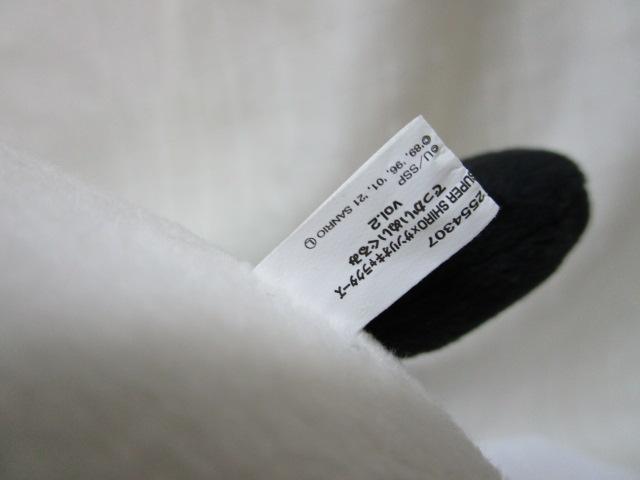 2554307
SUPER SHIRO×サンリオキャラクターズ
でっかいぬいぐるみ
vol.2
©U/SSP
©'89, '96, '01, '21 SANRIO Ⓛ